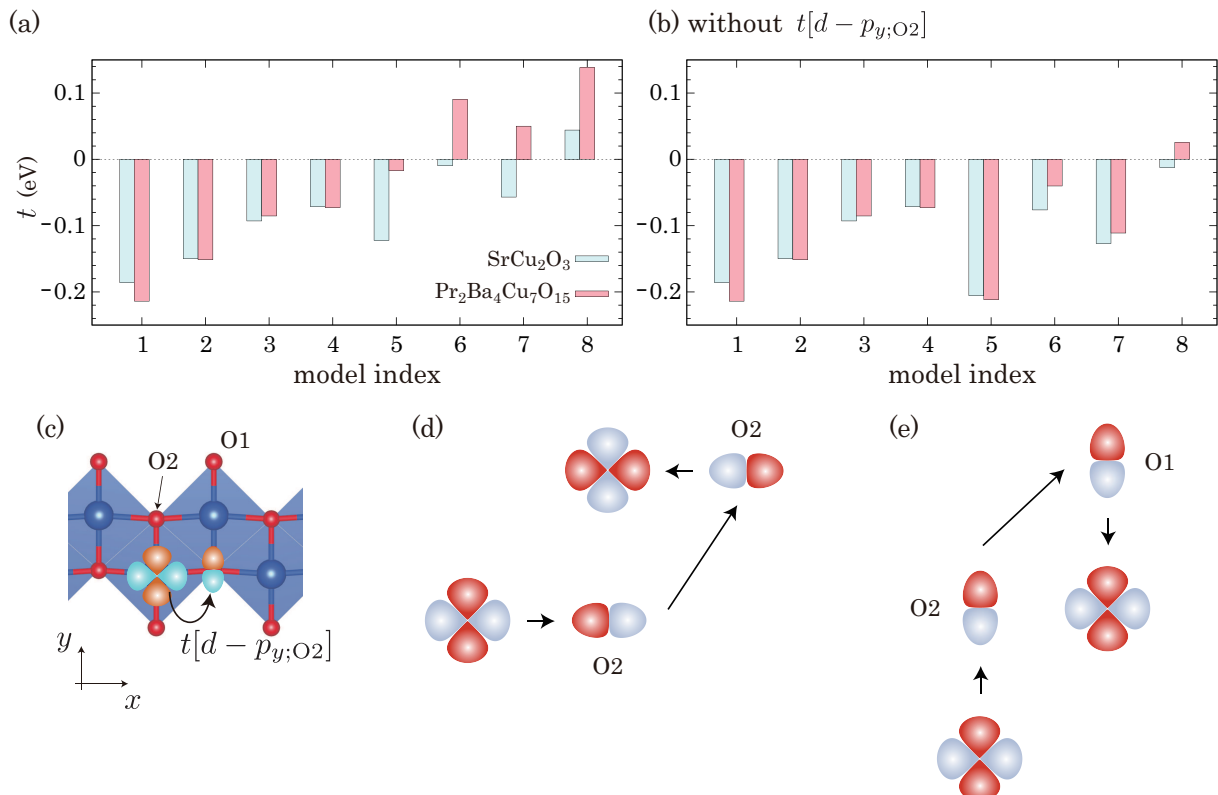 (a)
(b) without t[d − p_{y;O2}]
0.1
0
−0.1
−0.2
t (eV)
SrCu₂O₃
Pr₂Ba₄Cu₇O₁₅
1 2 3 4 5 6 7 8
model index
0.1
0
−0.1
−0.2
1 2 3 4 5 6 7 8
model index
(c)
O1
O2
t[d − p_{y;O2}]
y
x
(d)
O2
O2
(e)
O1
O2